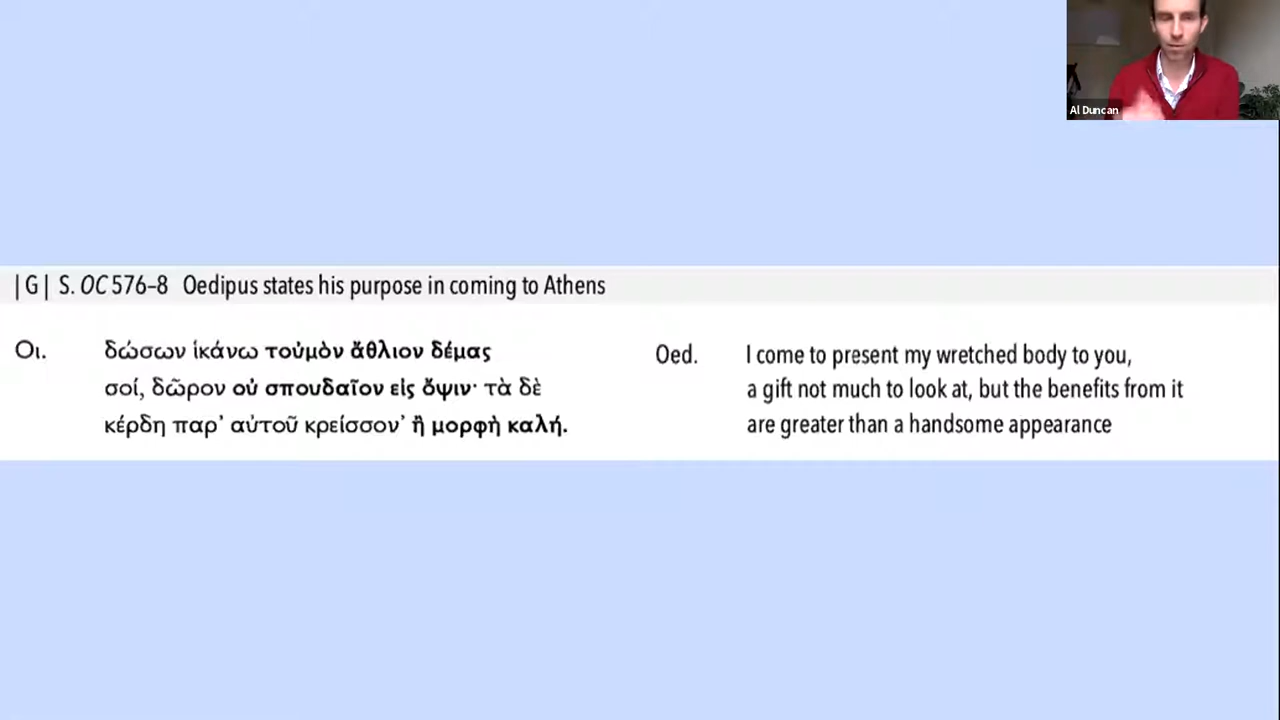 Al Duncan
|G| S. OC 576–8 Oedipus states his purpose in coming to Athens
Οι. δώσων ἱκάνω τοὐμὸν ἄθλιον δέμας
σοί, δῶρον οὐ σπουδαῖον εἰς ὄψιν· τὰ δὲ
κέρδη παρ’ αὐτοῦ κρείσσον’ ἢ μορφὴ καλή.
Oed. I come to present my wretched body to you,
a gift not much to look at, but the benefits from it
are greater than a handsome appearance